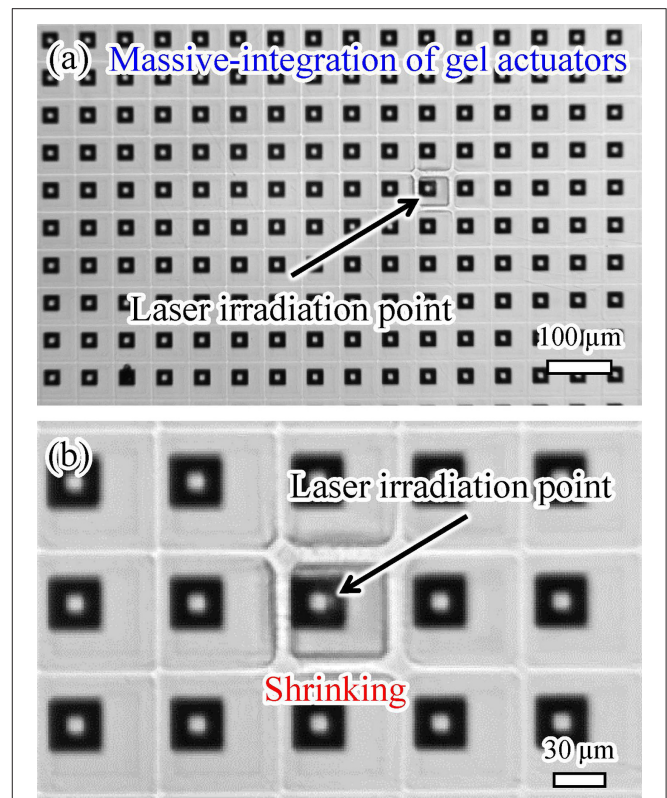 (a) Massive-integration of gel actuators
Laser irradiation point
100 µm
(b)
Laser irradiation point
Shrinking
30 µm